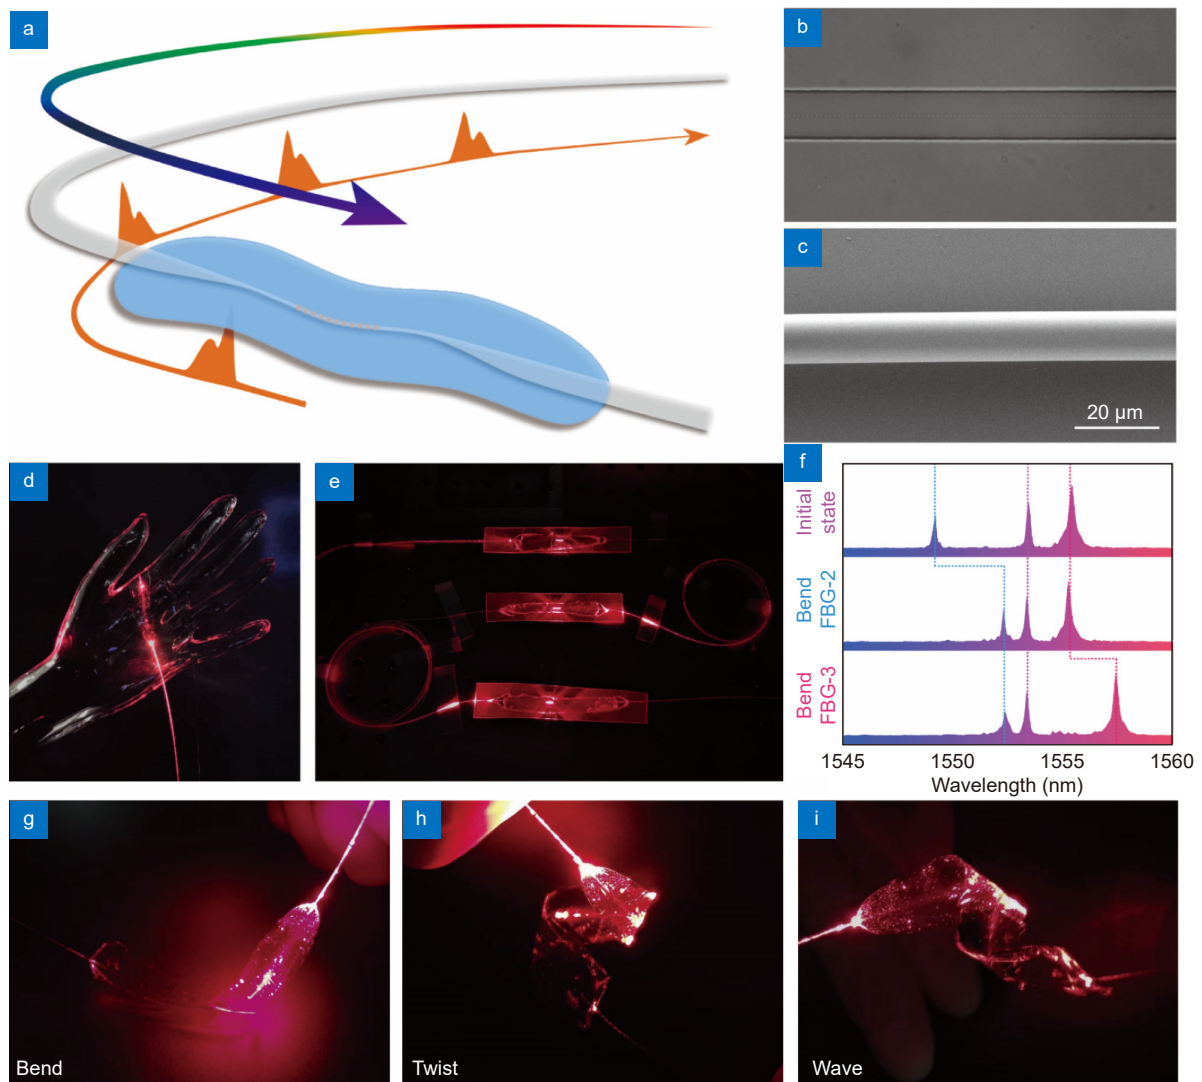 a
b
c
20 µm
d
e
f
Initial
state
Bend
FBG-2
Bend
FBG-3
1545
1550
1555
1560
Wavelength (nm)
g
Bend
h
Twist
i
Wave